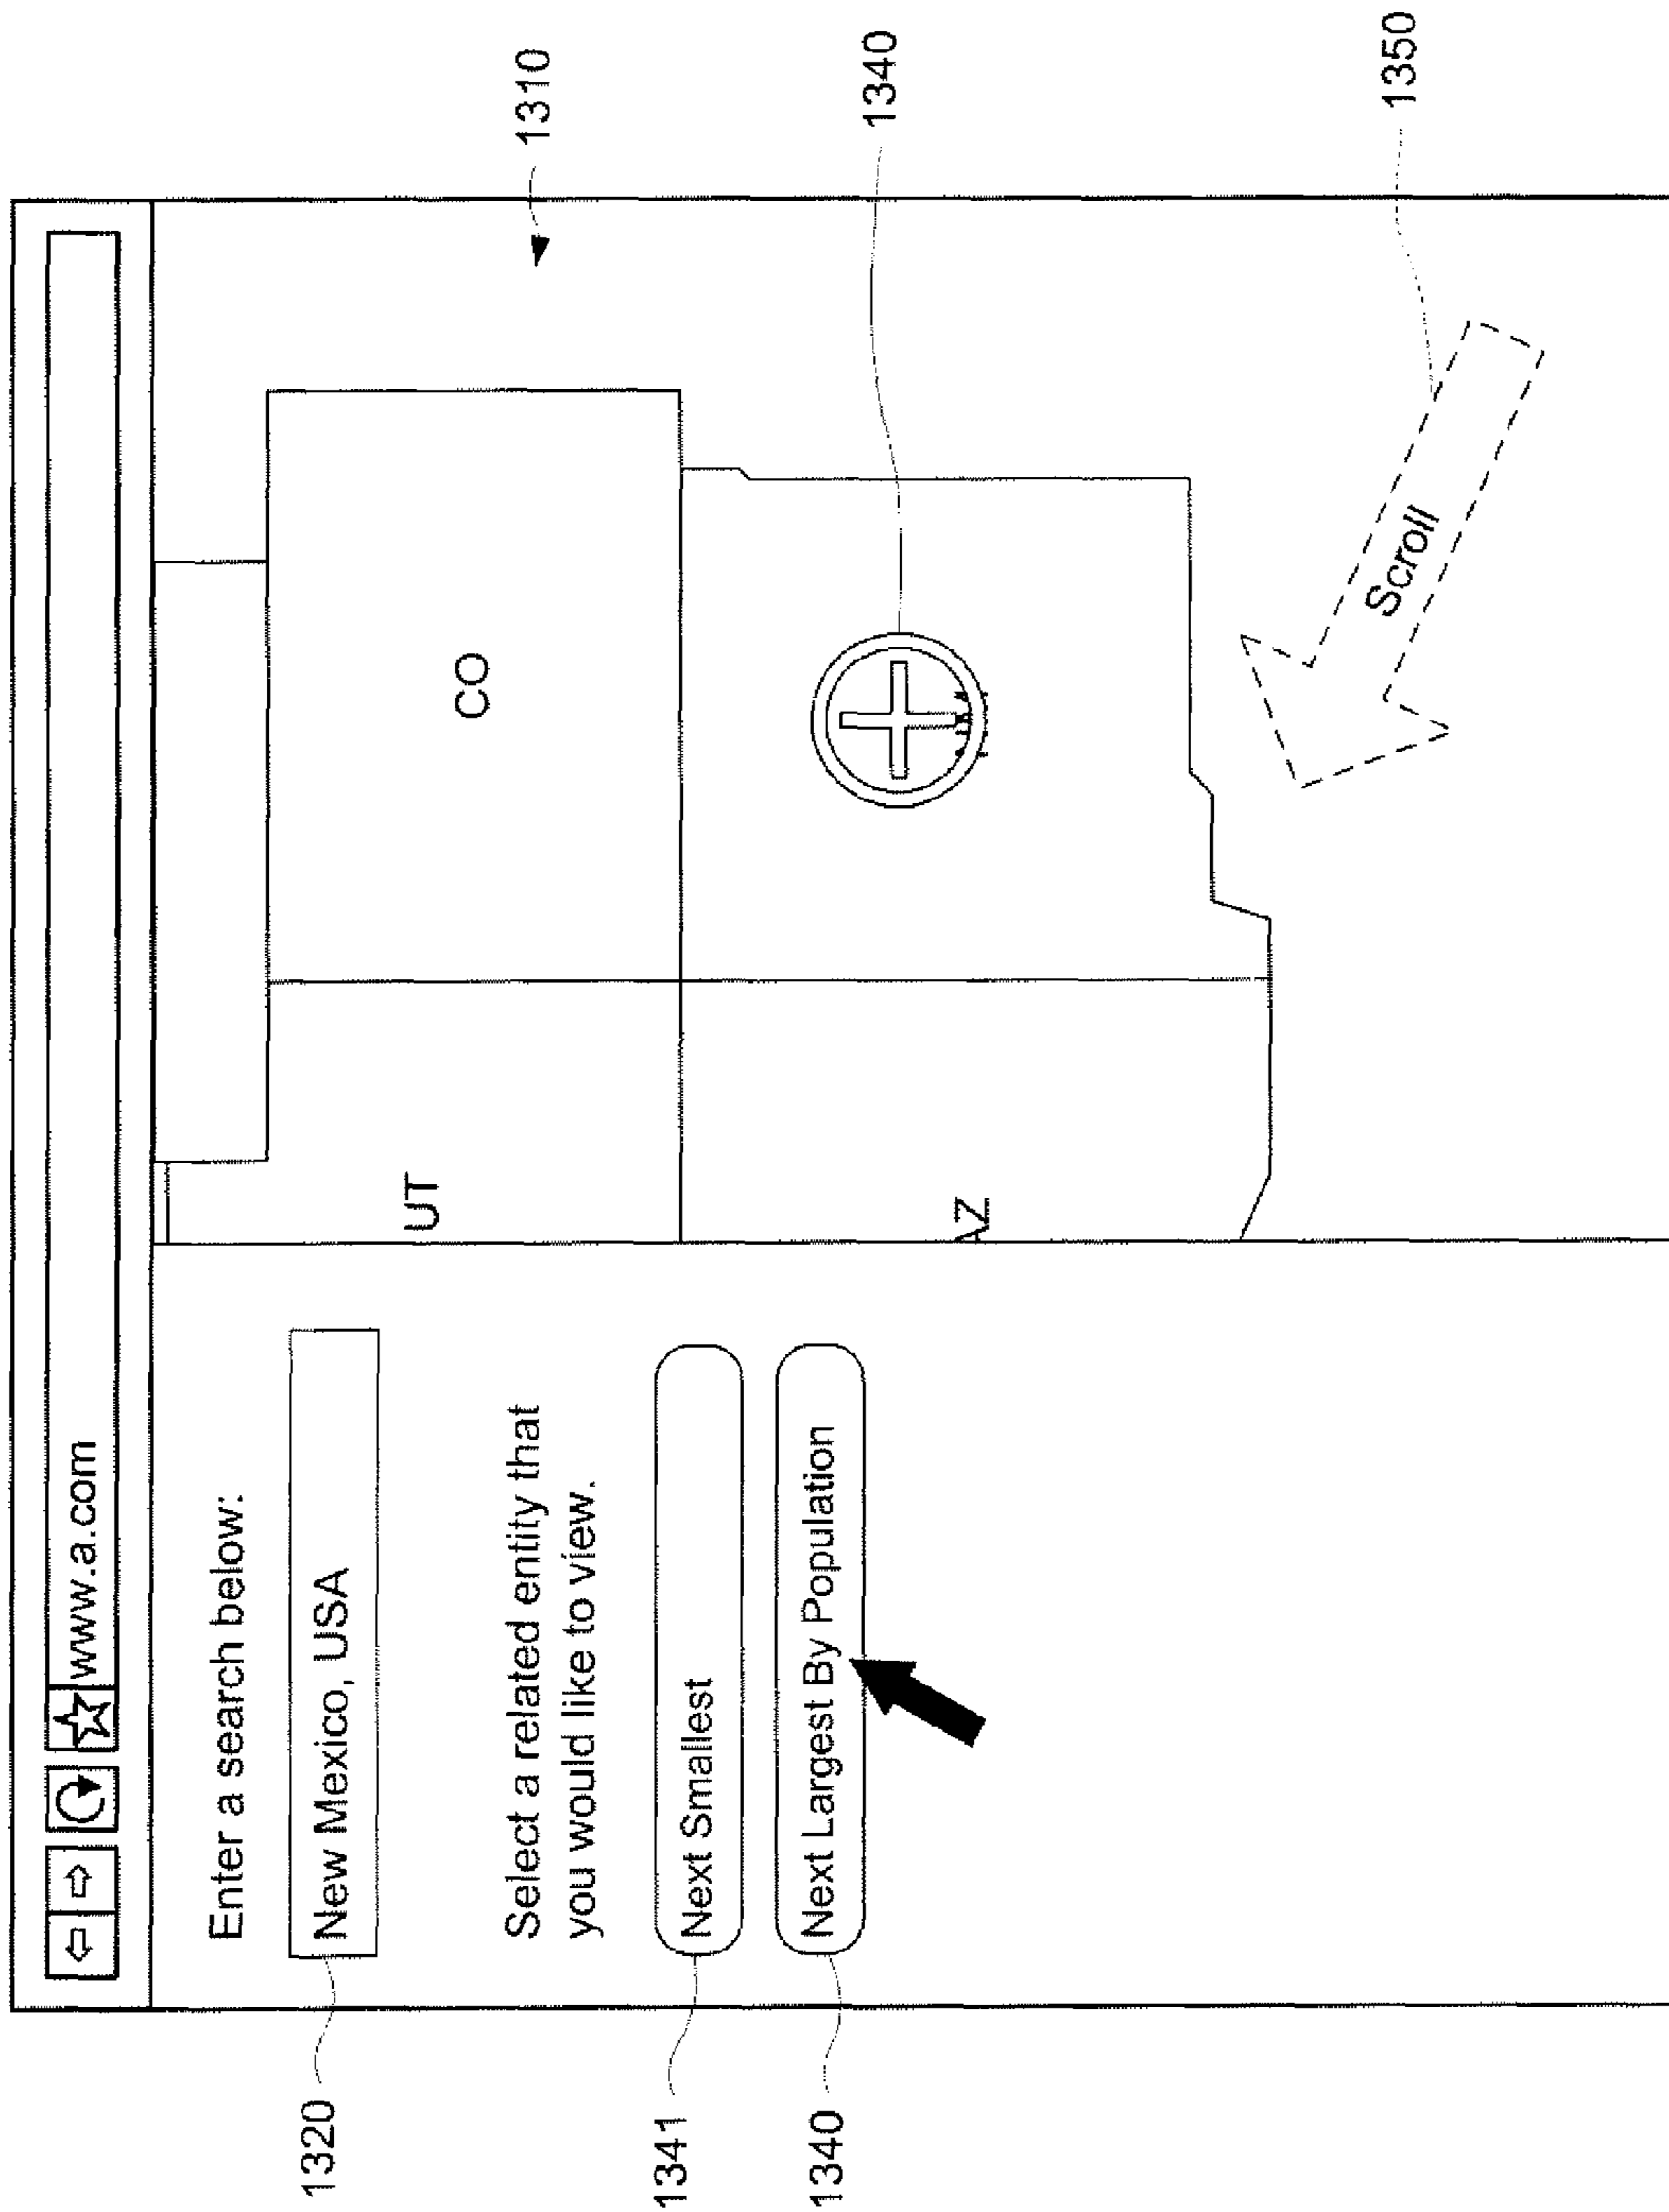 www.a.com
Enter a search below:
New Mexico, USA
Select a related entity that
you would like to view.
Next Smallest
Next Largest By Population
1320
1341
1340
UT
CO
AZ
Scroll
1310
1340
1350